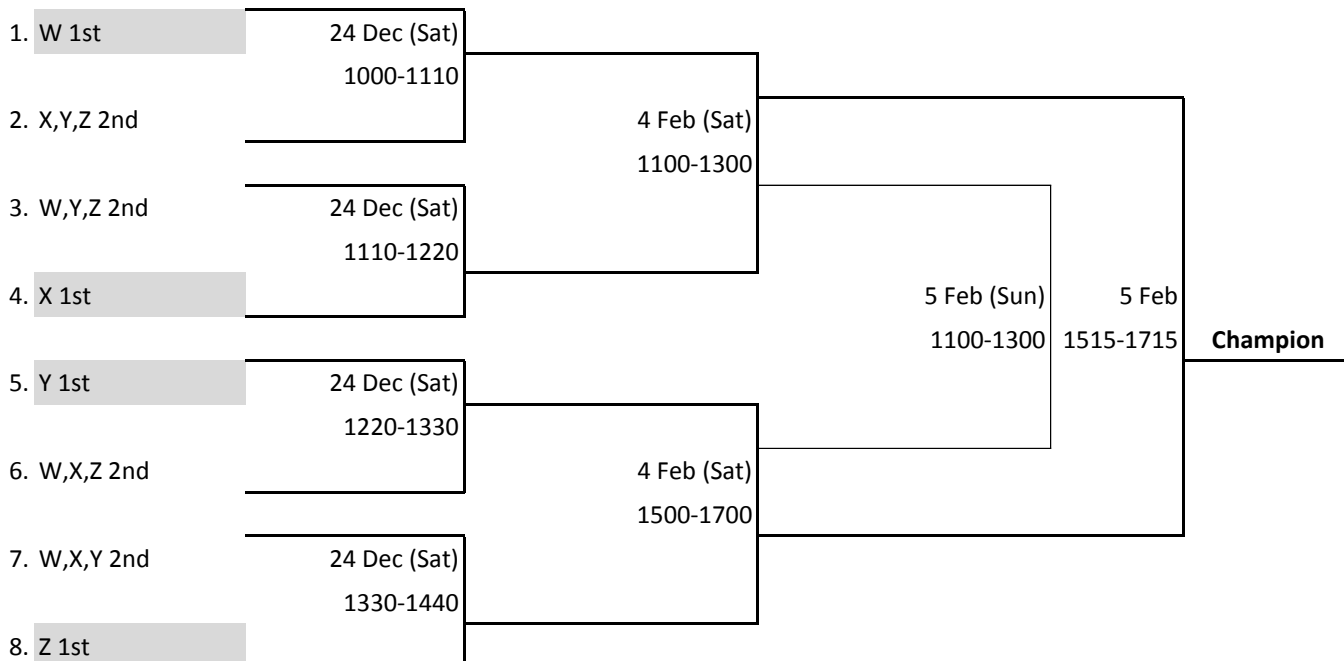 1. W 1st 24 Dec (Sat)
1000-1110
2. X,Y,Z 2nd 4 Feb (Sat)
1100-1300
3. W,Y,Z 2nd 24 Dec (Sat)
1110-1220
4. X 1st 5 Feb (Sun) 5 Feb
1100-1300 1515-1715 Champion
5. Y 1st 24 Dec (Sat)
1220-1330
6. W,X,Z 2nd 4 Feb (Sat)
1500-1700
7. W,X,Y 2nd 24 Dec (Sat)
1330-1440
8. Z 1st